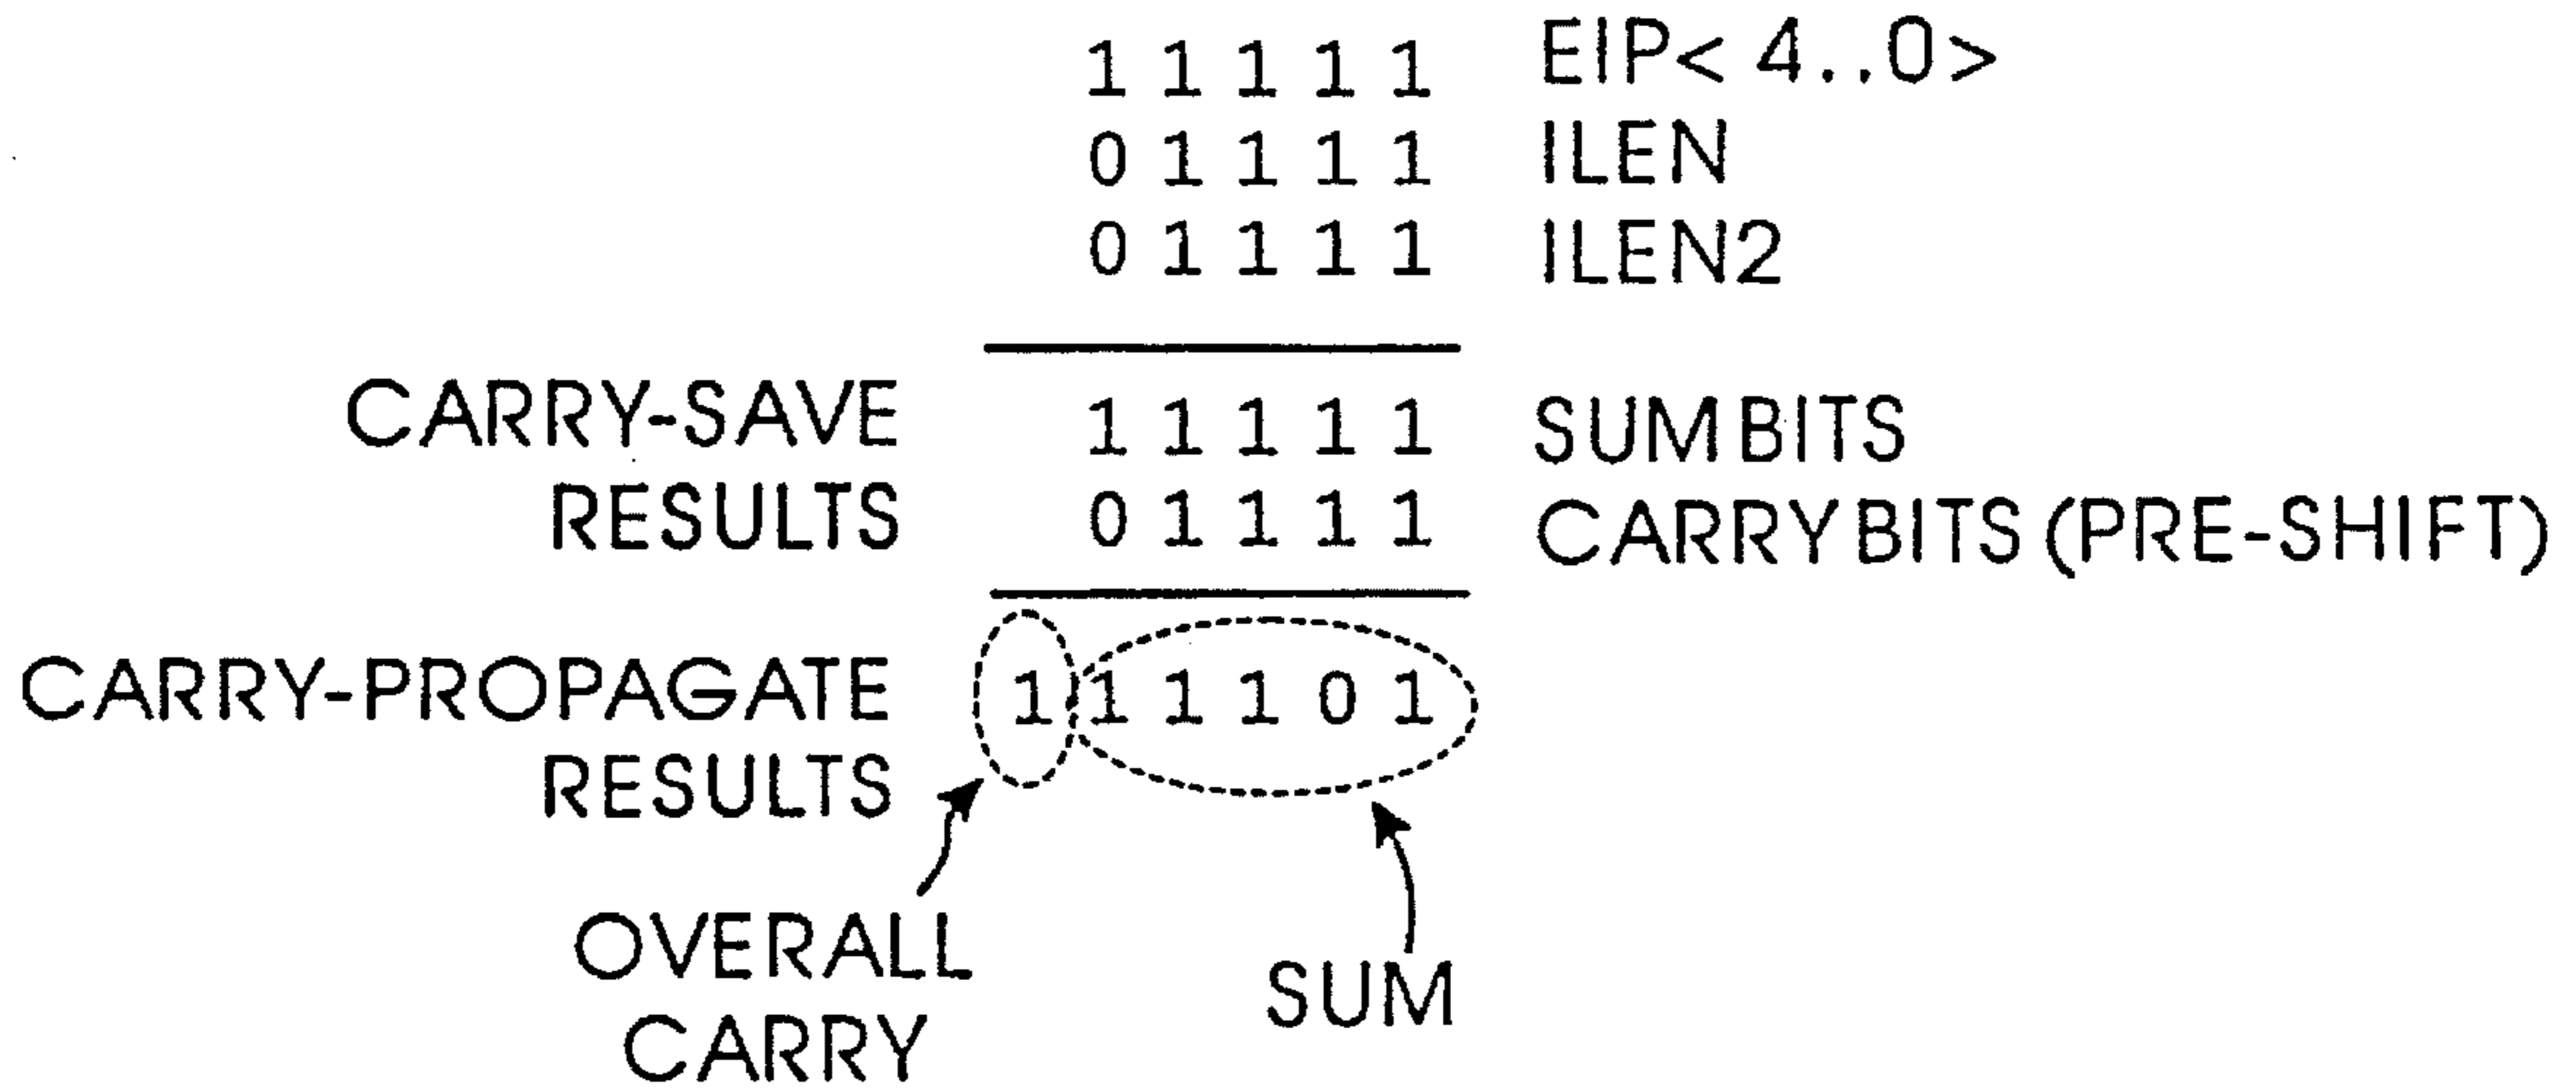 1 1 1 1 1 EIP< 4..0>
0 1 1 1 1 ILEN
0 1 1 1 1 ILEN2
CARRY-SAVE 1 1 1 1 1 SUM BITS
RESULTS 0 1 1 1 1 CARRY BITS (PRE-SHIFT)
CARRY-PROPAGATE 1 1 1 1 0 1
RESULTS
OVERALL
CARRY
SUM